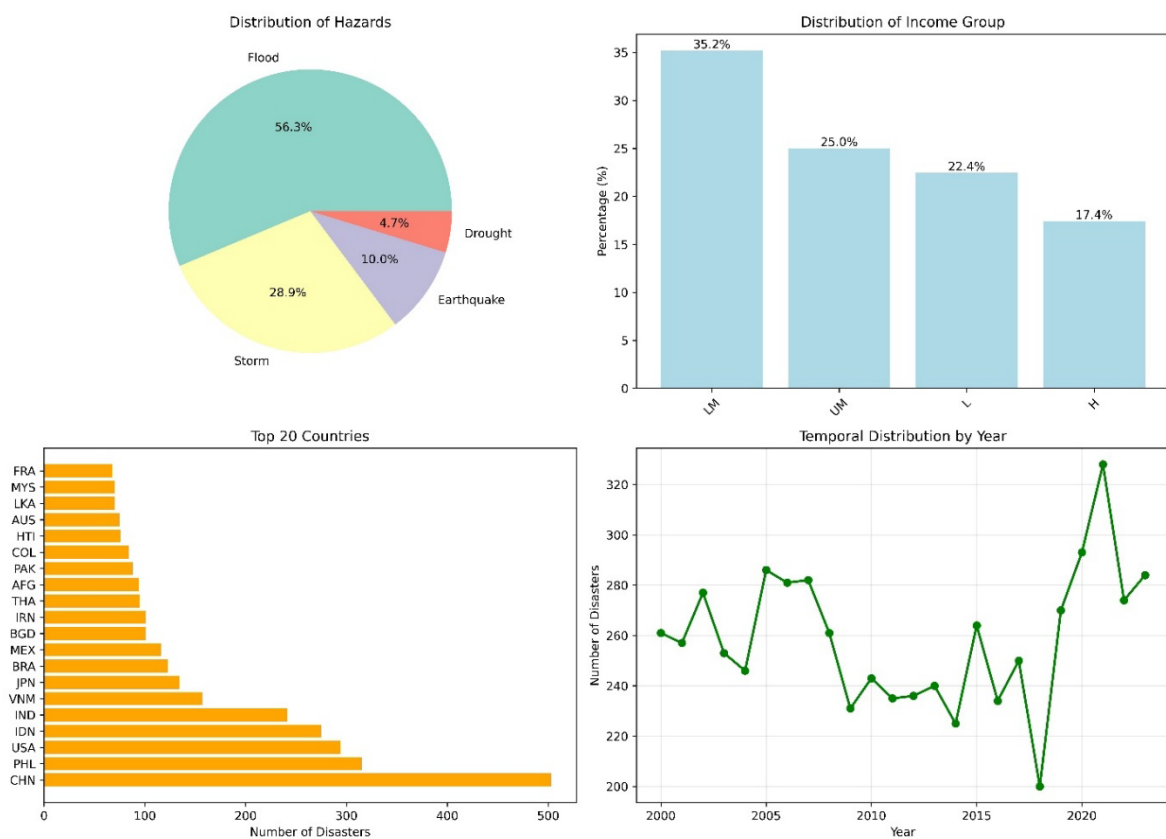 Distribution of Hazards
Flood
56.3%
4.7%
Drought
10.0%
Earthquake
28.9%
Storm
Distribution of Income Group
35.2%
25.0%
22.4%
17.4%
Percentage (%)
35
30
25
20
15
10
5
0
LM
UM
L
H
Top 20 Countries
FRA
MYS
LKA
AUS
HTI
COL
PAK
AFG
THA
IRN
BGD
MEX
BRA
JPN
VNM
IND
IDN
USA
PHL
CHN
0 100 200 300 400 500
Number of Disasters
Temporal Distribution by Year
Number of Disasters
320
300
280
260
240
220
200
2000 2005 2010 2015 2020
Year